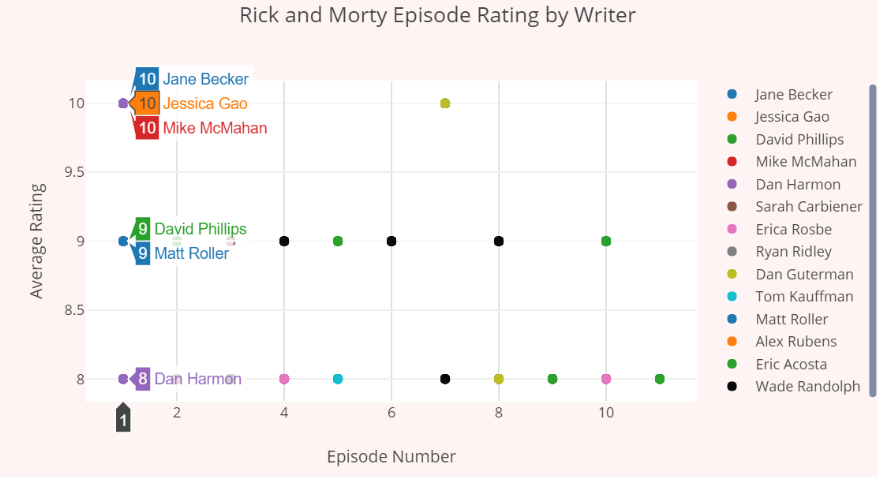 Rick and Morty Episode Rating by Writer
10 Jane Becker
10 Jessica Gao
10 Mike McMahan
9 David Phillips
9 Matt Roller
8 Dan Harmon
10
9.5
9
8.5
8
Average Rating
1
2
4
6
8
10
Episode Number
Jane Becker
Jessica Gao
David Phillips
Mike McMahan
Dan Harmon
Sarah Carbiener
Erica Rosbe
Ryan Ridley
Dan Guterman
Tom Kauffman
Matt Roller
Alex Rubens
Eric Acosta
Wade Randolph